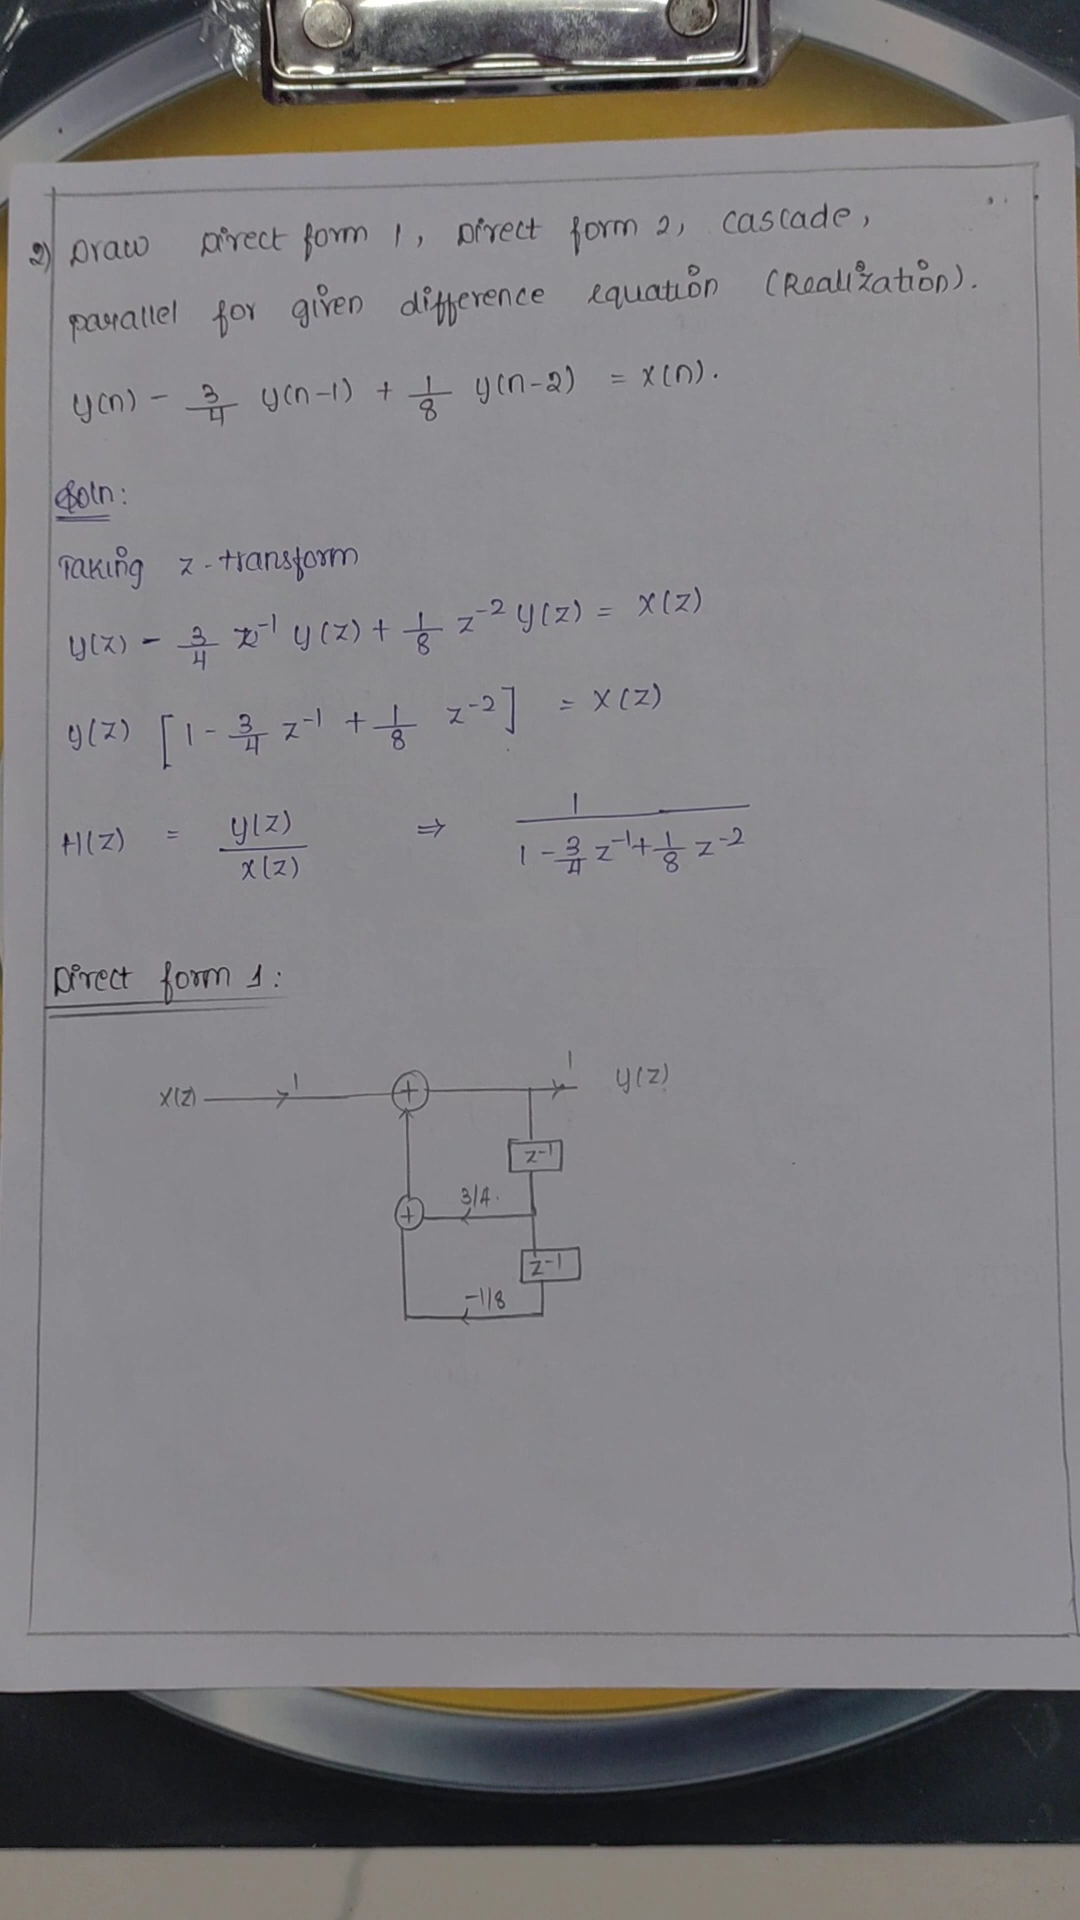 2) Draw Direct form 1, Direct form 2, cascade,
parallel for given difference equation (Realization).
y(n) - 3/4 y(n-1) + 1/8 y(n-2) = x(n).
Soln:
Taking z-transform
y(z) - 3/4 z^-1 y(z) + 1/8 z^-2 y(z) = x(z)
y(z) [1 - 3/4 z^-1 + 1/8 z^-2] = x(z)
H(z) = y(z)/x(z) ⇒ 1/(1 - 3/4 z^-1 + 1/8 z^-2)
Direct form 1:
x(z) 1 + 1 y(z)
z^-1
+ 3/4.
z^-1
-1/8